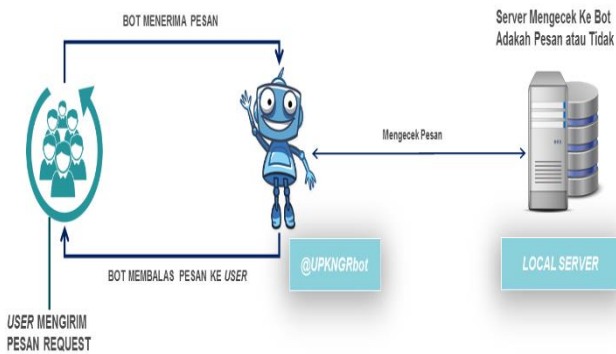 BOT MENERIMA PESAN
Server Mengecek Ke Bot
Adakah Pesan atau Tidak
Mengecek Pesan
@UPKNGRbot
LOCAL SERVER
BOT MEMBALAS PESAN KE USER
USER MENGIRIM
PESAN REQUEST